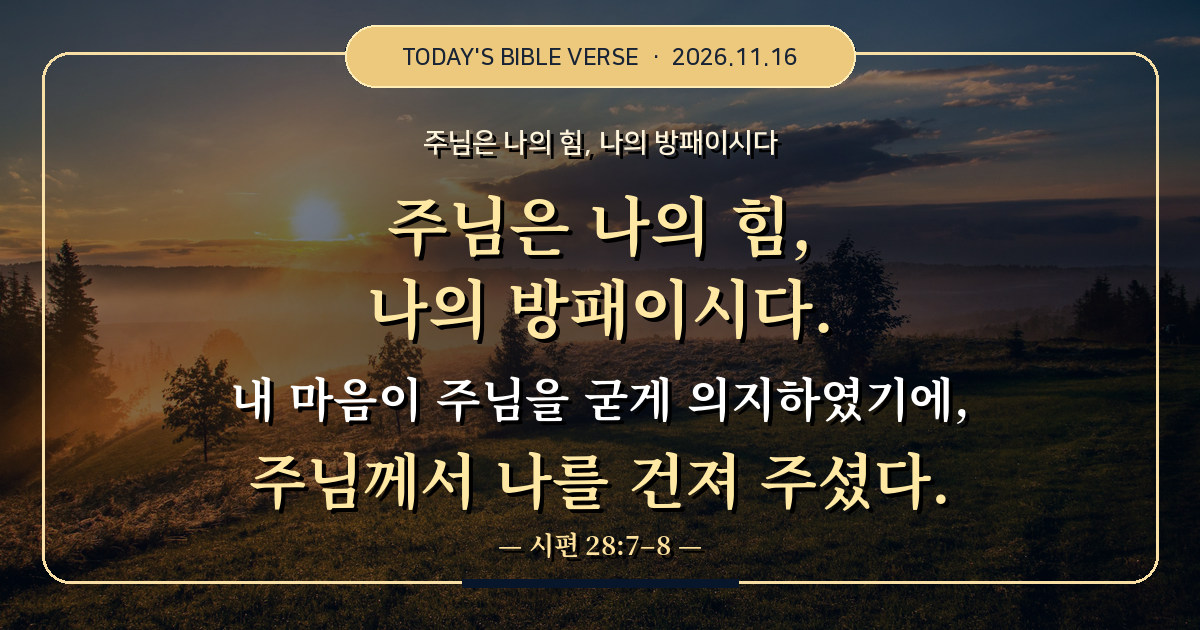 TODAY'S BIBLE VERSE · 2026.11.16
주님은 나의 힘, 나의 방패이시다
주님은 나의 힘,
나의 방패이시다.
내 마음이 주님을 굳게 의지하였기에,
주님께서 나를 건져 주셨다.
— 시편 28:7–8 —